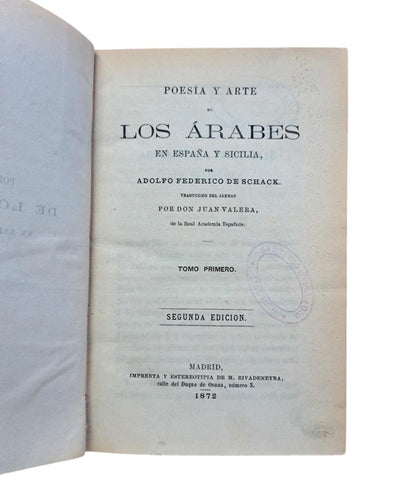 POESÍA Y ARTE
DE
LOS ÁRABES
EN ESPAÑA Y SICILIA,
POR
ADOLFO FEDERICO DE SCHACK.
TRADUCCION DEL ALEMAN
POR DON JUAN VALERA,
de la Real Academia Española.
TOMO PRIMERO.
SEGUNDA EDICION.
MADRID,
IMPRENTA Y ESTEREOTIPIA DE M. RIVADENEYRA,
calle del Duque de Osuna, número 3.
1872